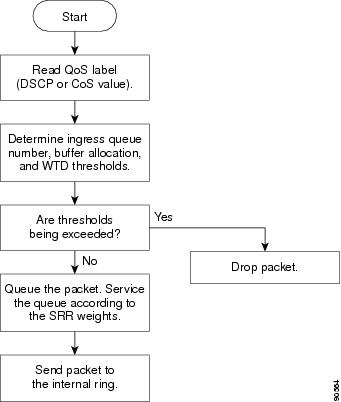 Start
Read QoS label
(DSCP or CoS value).
Determine ingress queue
number, buffer allocation,
and WTD thresholds.
Are thresholds
being exceeded?
Yes
No
Drop packet.
Queue the packet. Service
the queue according to
the SRR weights.
Send packet to
the internal ring.
90564